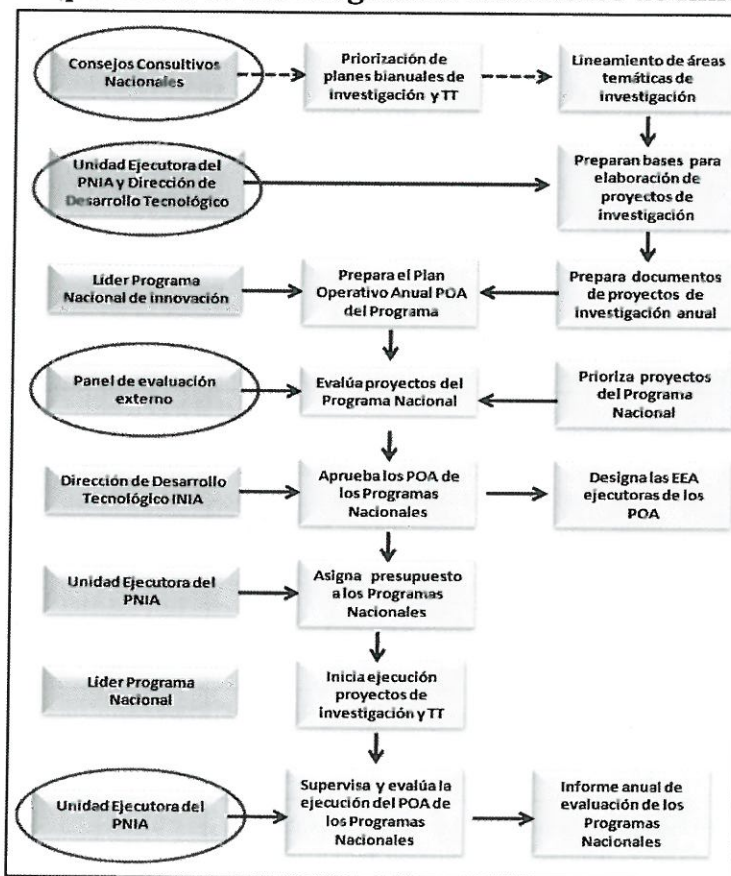 Consejos Consultivos
Nacionales
Priorización de
planes bianuales de
investigación y TT
Lineamiento de áreas
temáticas de
investigación
Unidad Ejecutora del
PNIA y Dirección de
Desarrollo Tecnológico
Preparan bases para
elaboración de
proyectos de
investigación
Líder Programa
Nacional de innovación
Prepara el Plan
Operativo Anual POA
del Programa
Prepara documentos
de proyectos de
investigación anual
Panel de evaluación
externo
Evalúa proyectos del
Programa Nacional
Prioriza proyectos
del Programa
Nacional
Dirección de Desarrollo
Tecnológico INIA
Aprueba los POA de
los Programas
Nacionales
Designa las EEA
ejecutoras de los
POA
Unidad Ejecutora del
PNIA
Asigna presupuesto
a los Programas
Nacionales
Líder Programa
Nacional
Inicia ejecución
proyectos de
investigación y TT
Unidad Ejecutora del
PNIA
Supervisa y evalúa la
ejecución del POA de
los Programas
Nacionales
Informe anual de
evaluación de los
Programas
Nacionales